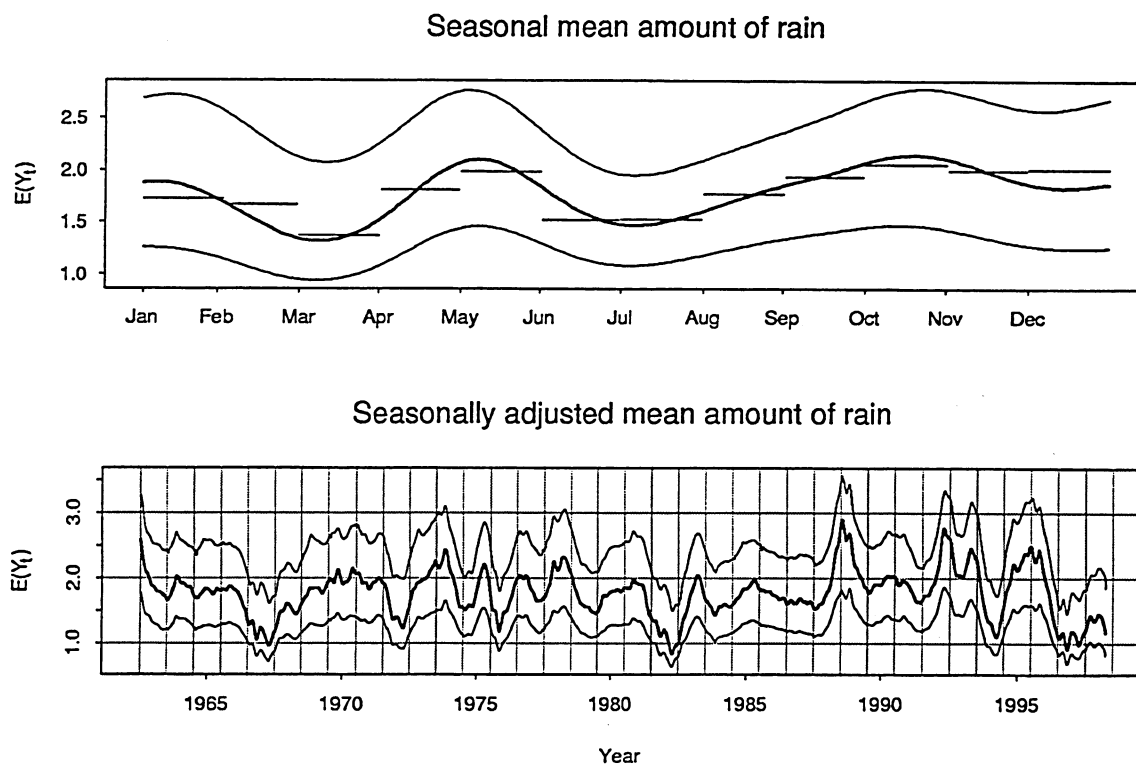 Seasonal mean amount of rain
E(Yt)
2.5
2.0
1.5
1.0
Jan Feb Mar Apr May Jun Jul Aug Sep Oct Nov Dec
Seasonally adjusted mean amount of rain
E(Yt)
3.0
2.0
1.0
1965 1970 1975 1980 1985 1990 1995
Year